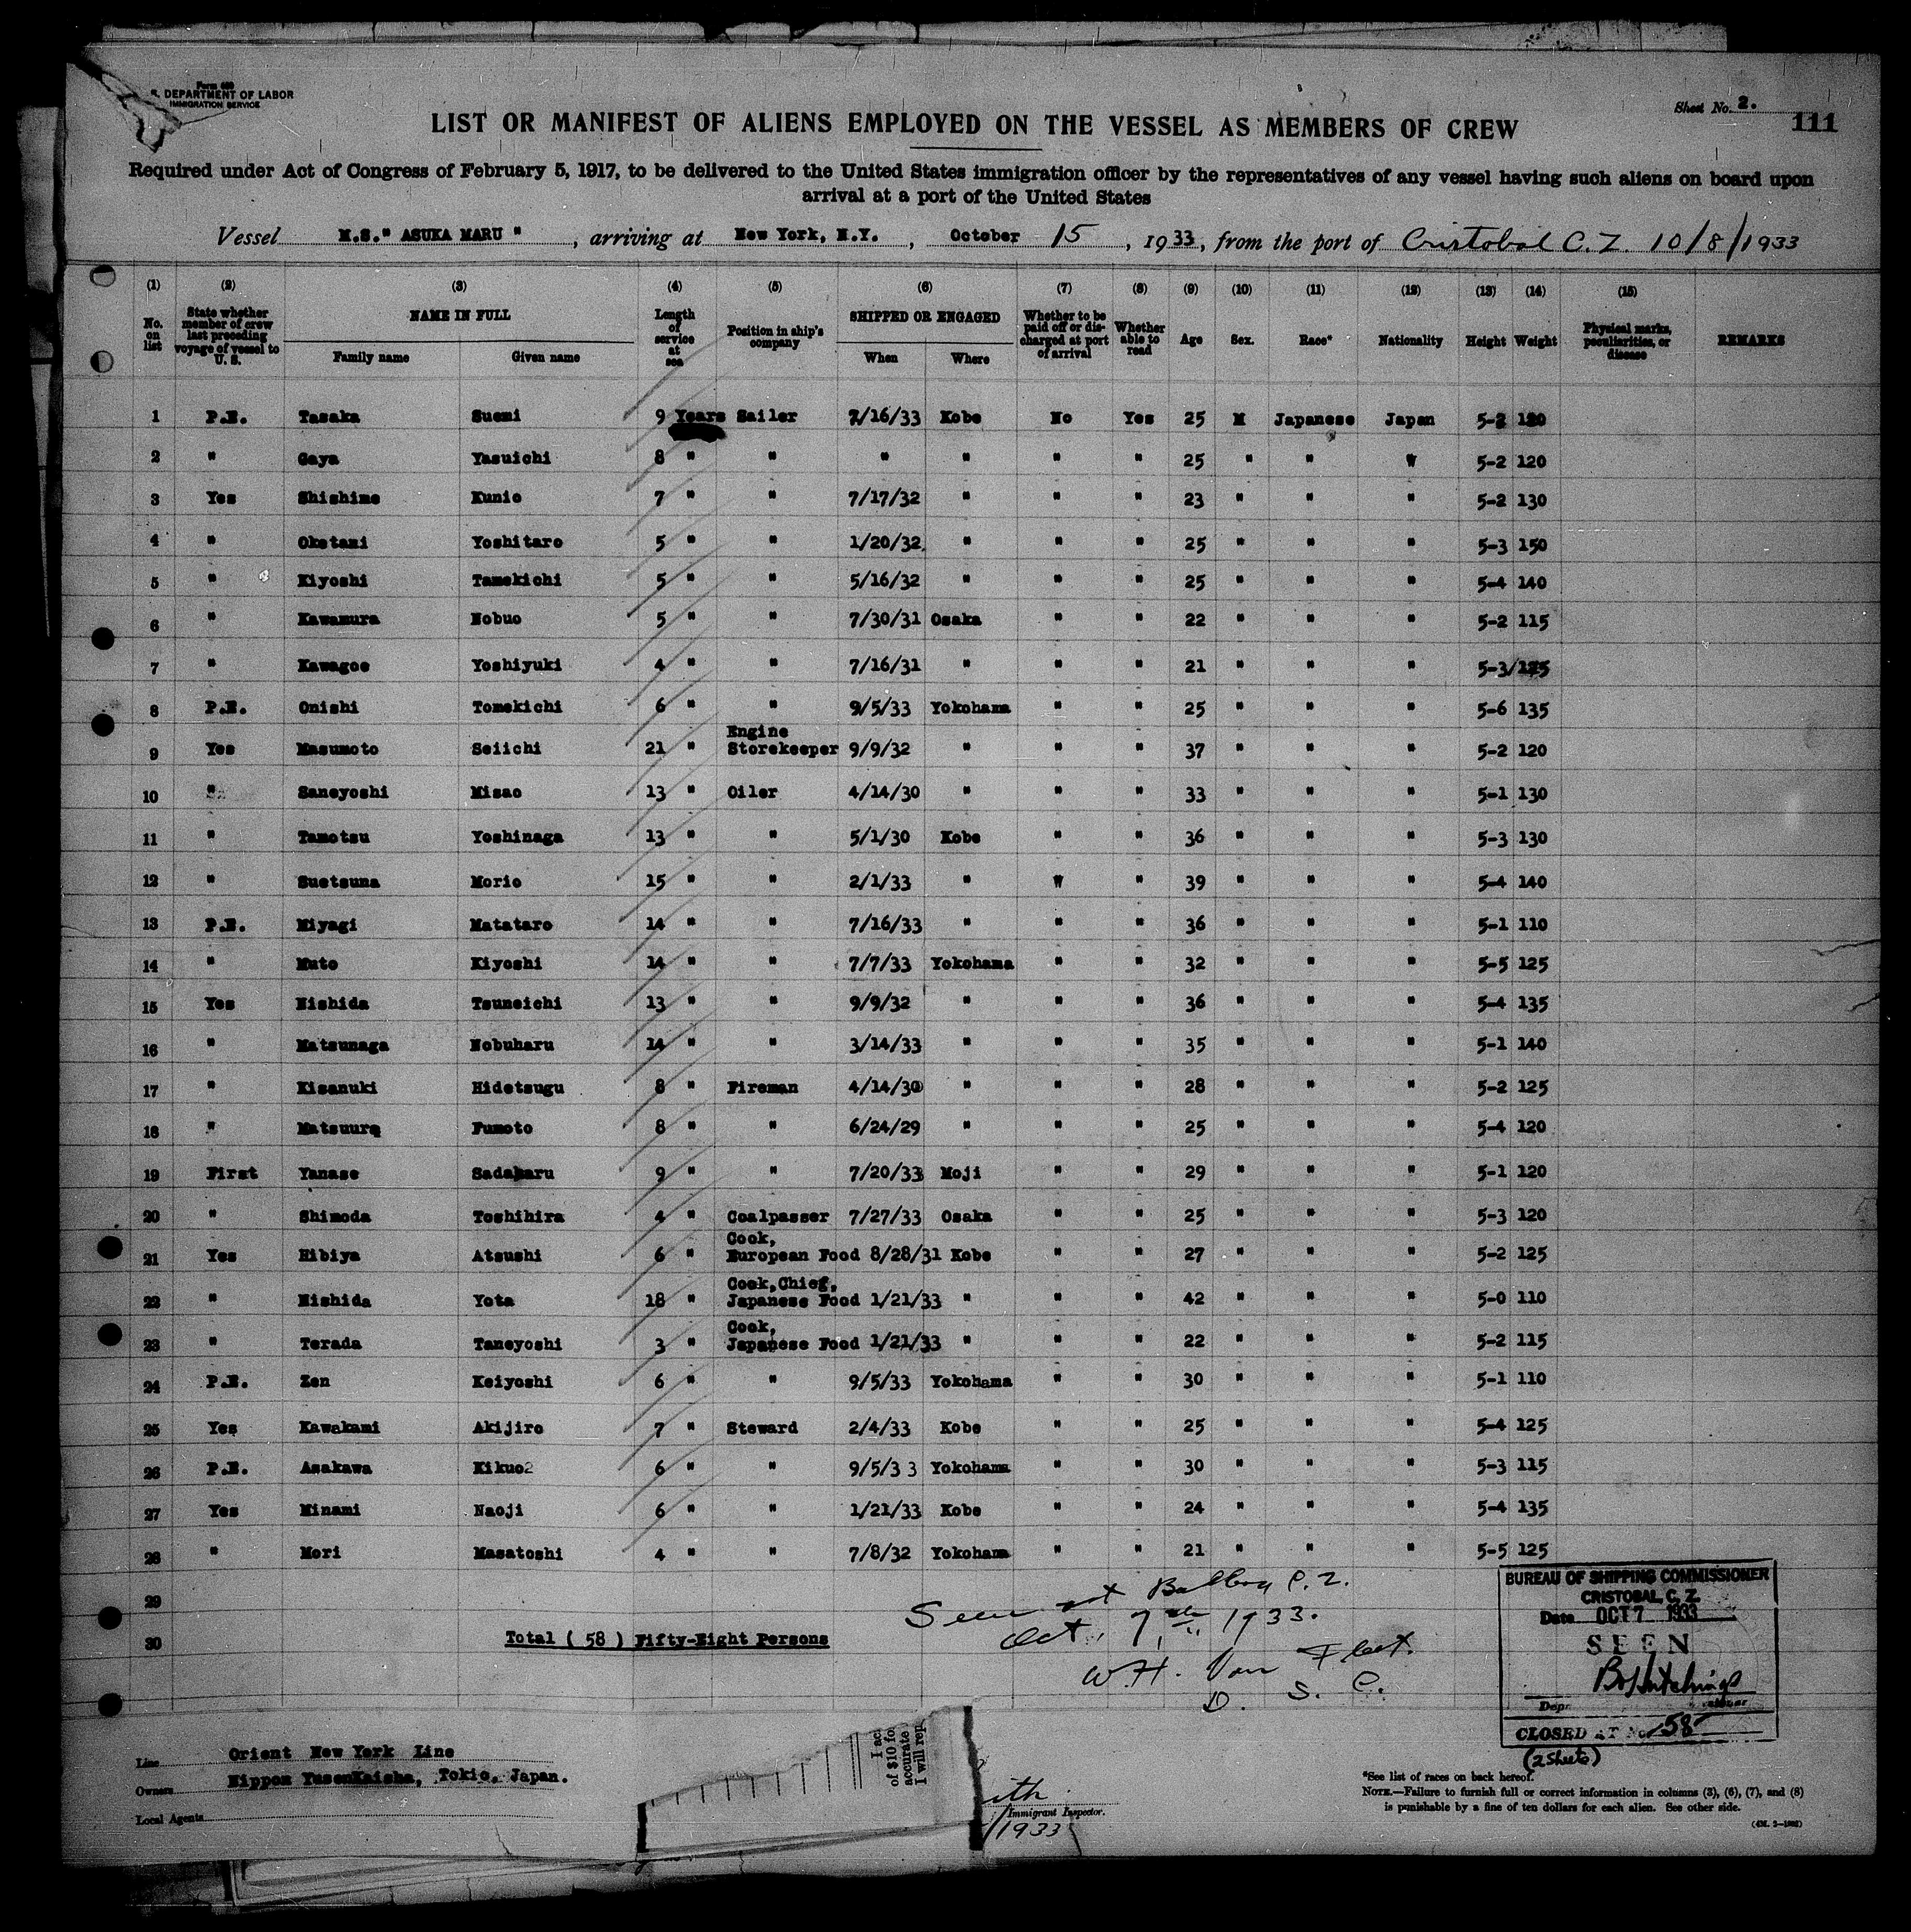 Form 689
S. DEPARTMENT OF LABOR
IMMIGRATION SERVICE
Sheet No. 2.
111
LIST OR MANIFEST OF ALIENS EMPLOYED ON THE VESSEL AS MEMBERS OF CREW
Required under Act of Congress of February 5, 1917, to be delivered to the United States immigration officer by the representatives of any vessel having such aliens on board upon
arrival at a port of the United States
Vessel M.S." ASUKA MARU ", arriving at New York, N.Y., October 15, 1933, from the port of Cristobal C.Z. 10/8/1933
(1) (2) (3) (4) (5) (6) (7) (8) (9) (10) (11) (12) (13) (14) (15)
No. on list State whether member of crew last preceding voyage of vessel to U. S. NAME IN FULL Family name Given name Length of service at sea Position in ship's company SHIPPED OR ENGAGED When Where Whether to be paid off or discharged at port of arrival Whether able to read Age Sex. Race* Nationality Height Weight Physical marks, peculiarities, or disease REMARKS
1 P.E. Tasaka Suemi 9 Years Sailer 7/16/33 Kobe No Yes 25 M Japanese Japan 5-2 120
2 " Gaya Yasuichi 8 " " " " " " 25 " " " 5-2 120
3 Yes Shishime Kunio 7 " " 7/17/32 " " " 23 " " " 5-2 130
4 " Oketani Yoshitaro 5 " " 1/20/32 " " " 25 " " " 5-3 150
5 " Kiyoshi Tamekichi 5 " " 5/16/32 " " " 25 " " " 5-4 140
6 " Kawamura Nobuo 5 " " 7/30/31 Osaka " " 22 " " " 5-2 115
7 " Kawagoe Yoshiyuki 4 " " 7/16/31 " " " 21 " " " 5-3 125
8 P.E. Onishi Tomekichi 6 " " 9/5/33 Yokohama " " 25 " " " 5-6 135
9 Yes Masumoto Seiichi 21 " Engine Storekeeper 9/9/32 " " " 37 " " " 5-2 120
10 " Saneyoshi Misao 13 " Oiler 4/14/30 " " " 33 " " " 5-1 130
11 " Tamotsu Yoshinaga 13 " " 5/1/30 Kobe " " 36 " " " 5-3 130
12 " Suetsuna Morio 15 " " 2/1/33 " " " 39 " " " 5-4 140
13 P.E. Miyagi Matataro 14 " " 7/16/33 " " " 36 " " " 5-1 110
14 " Muto Kiyoshi 14 " " 7/7/33 Yokohama " " 32 " " " 5-5 125
15 Yes Nishida Tsuneichi 13 " " 9/9/32 " " " 36 " " " 5-4 135
16 " Matsunaga Nobuharu 14 " " 3/14/33 " " " 35 " " " 5-1 140
17 " Kisanuki Hidetsugu 8 " Fireman 4/14/30 " " " 28 " " " 5-2 125
18 " Matsuura Fumoto 8 " " 6/24/29 " " " 25 " " " 5-4 120
19 First Yanase Sadaharu 9 " " 7/20/33 Moji " " 29 " " " 5-1 120
20 " Shimoda Toshihira 4 " Coalpasser 7/27/33 Osaka " " 25 " " " 5-3 120
21 Yes Hibiya Atsushi 6 " Cook, European Food 8/28/31 Kobe " " 27 " " " 5-2 125
22 " Nishida Yota 18 " Cook, Chief, Japanese Food 1/21/33 " " " 42 " " " 5-0 110
23 " Terada Taneyoshi 3 " Cook, Japanese Food 1/21/33 " " " 22 " " " 5-2 115
24 P.E. Zen Keiyoshi 6 " " 9/5/33 Yokohama " " 30 " " " 5-1 110
25 Yes Kawakami Akijiro 7 " Steward 2/4/33 Kobe " " 25 " " " 5-4 125
26 P.E. Asakawa Kikuo 6 " " 9/5/33 Yokohama " " 30 " " " 5-3 115
27 Yes Minami Naoji 6 " " 1/21/33 Kobe " " 24 " " " 5-4 135
28 " Mori Masatoshi 4 " " 7/8/32 Yokohama " " 21 " " " 5-5 125
29
30
Total ( 58 ) Fifty-Eight Persons
Seen at Balboa C.Z.
Oct. 7th 1933.
W.H. Van Fleet.
D. S. C.
BUREAU OF SHIPPING COMMISSIONER
CRISTOBAL, C. Z.
Date OCT 7 1933
SEEN
B Hutchings
Dep.
CLOSED AT No. 58
(2 sheets)
Line Orient New York Line
Owners Nippon YusenKaisha, Tokio, Japan.
Local Agents
I ac
of $10 fo
accurate
I will rep
ith
Immigrant Inspector.
/1933
*See list of races on back hereof.
NOTE.—Failure to furnish full or correct information in columns (3), (6), (7), and (8)
is punishable by a fine of ten dollars for each alien. See other side.